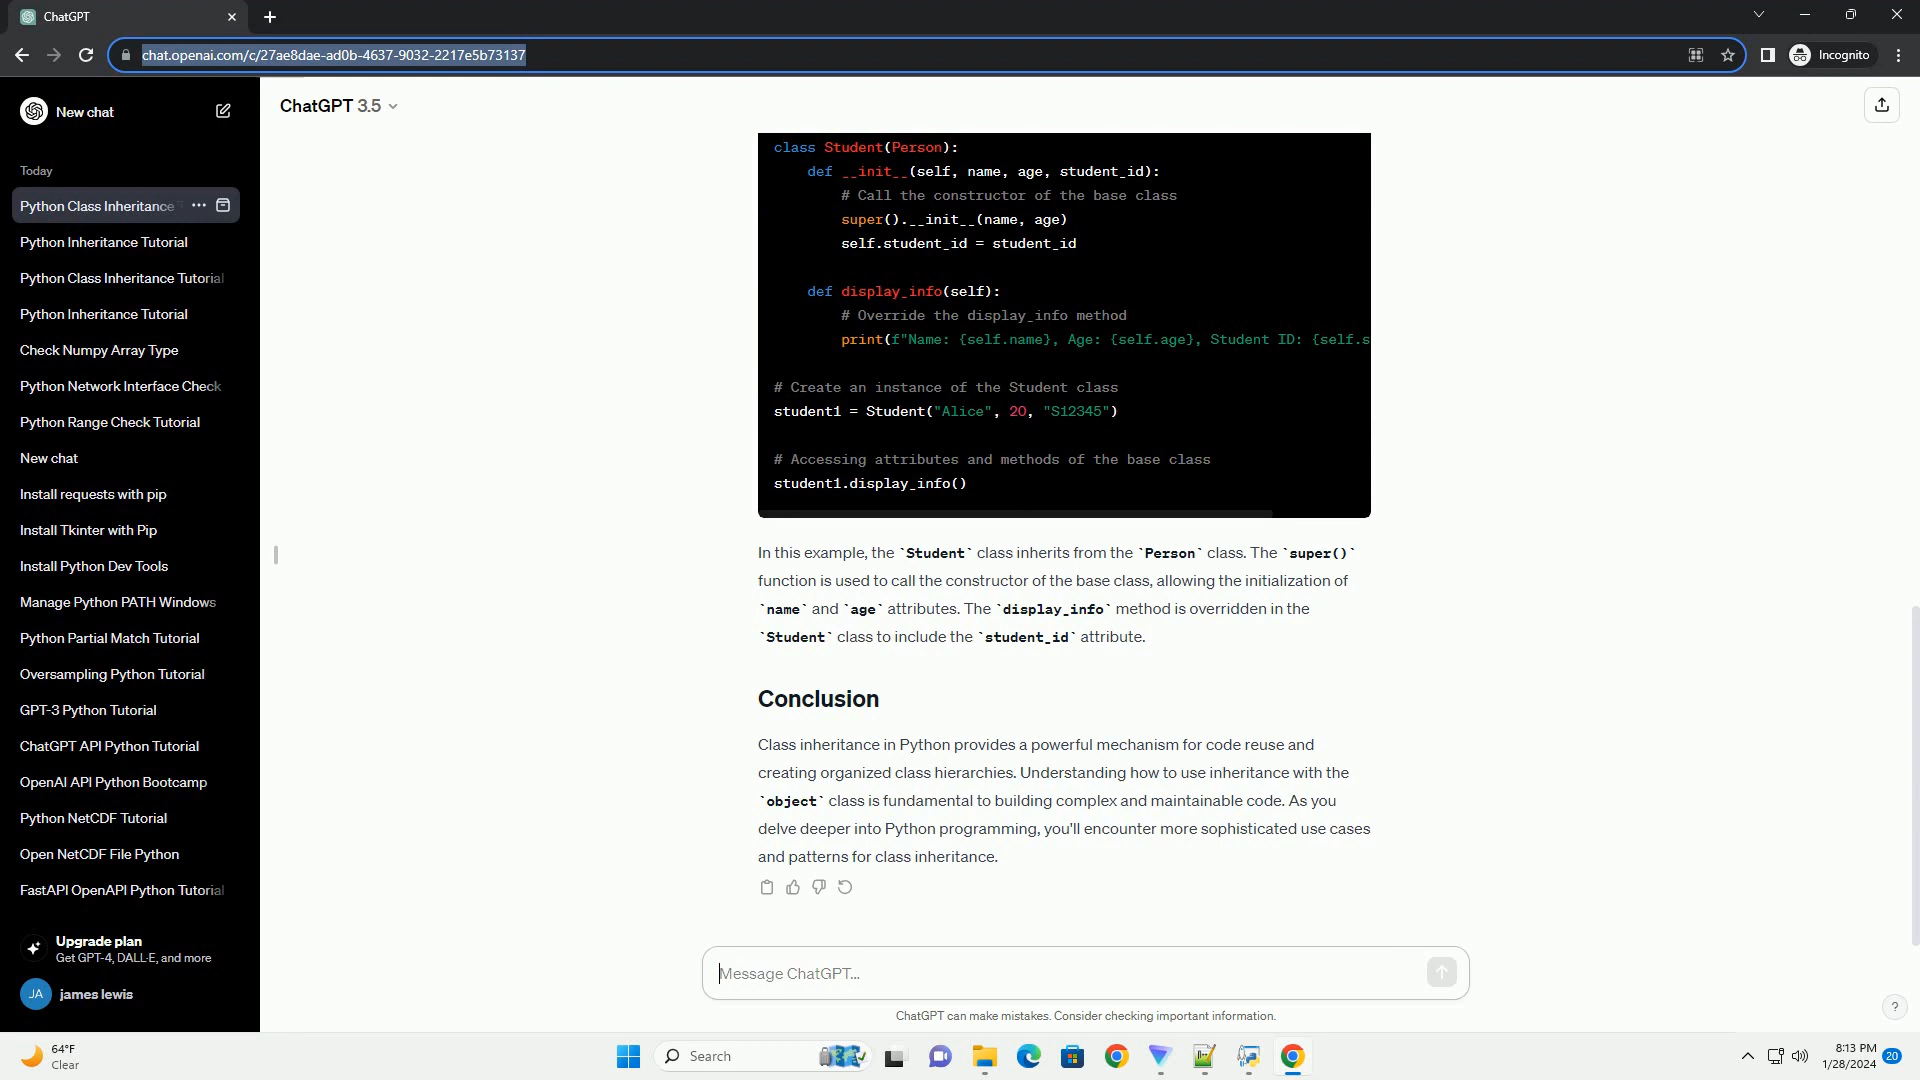 ChatGPT
chat.openai.com/c/27ae8dae-ad0b-4637-9032-2217e5b73137
Incognito
New chat
Today
Python Class Inheritance
Python Inheritance Tutorial
Python Class Inheritance Tutorial
Python Inheritance Tutorial
Check Numpy Array Type
Python Network Interface Check
Python Range Check Tutorial
New chat
Install requests with pip
Install Tkinter with Pip
Install Python Dev Tools
Manage Python PATH Windows
Python Partial Match Tutorial
Oversampling Python Tutorial
GPT-3 Python Tutorial
ChatGPT API Python Tutorial
OpenAI API Python Bootcamp
Python NetCDF Tutorial
Open NetCDF File Python
FastAPI OpenAPI Python Tutorial
Upgrade plan
Get GPT-4, DALL·E, and more
JA james lewis
ChatGPT 3.5
class Student(Person):
def __init__(self, name, age, student_id):
# Call the constructor of the base class
super().__init__(name, age)
self.student_id = student_id
def display_info(self):
# Override the display_info method
print(f"Name: {self.name}, Age: {self.age}, Student ID: {self.s
# Create an instance of the Student class
student1 = Student("Alice", 20, "S12345")
# Accessing attributes and methods of the base class
student1.display_info()
In this example, the `Student` class inherits from the `Person` class. The `super()`
function is used to call the constructor of the base class, allowing the initialization of
`name` and `age` attributes. The `display_info` method is overridden in the
`Student` class to include the `student_id` attribute.
Conclusion
Class inheritance in Python provides a powerful mechanism for code reuse and
creating organized class hierarchies. Understanding how to use inheritance with the
`object` class is fundamental to building complex and maintainable code. As you
delve deeper into Python programming, you'll encounter more sophisticated use cases
and patterns for class inheritance.
Message ChatGPT...
ChatGPT can make mistakes. Consider checking important information.
?
64°F
Clear
Search
8:13 PM
1/28/2024
20